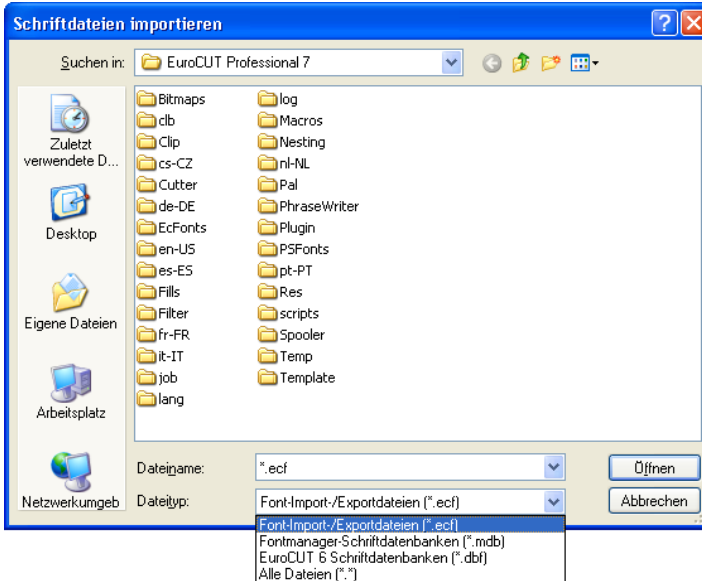 Schriftdateien importieren
Suchen in: EuroCUT Professional 7
Zuletzt
verwendete D...
Desktop
Eigene Dateien
Arbeitsplatz
Netzwerkumgeb
Bitmaps
clb
Clip
cs-CZ
Cutter
de-DE
EcFonts
en-US
es-ES
Fills
Filter
fr-FR
it-IT
job
lang
log
Macros
Nesting
nl-NL
Pal
PhraseWriter
Plugin
PSFonts
pt-PT
Res
scripts
Spooler
Temp
Template
Dateiname: *.ecf Öffnen
Dateityp: Font-Import-/Exportdateien (*.ecf) Abbrechen
Font-Import-/Exportdateien (*.ecf)
Fontmanager-Schriftdatenbanken (*.mdb)
EuroCUT 6 Schriftdatenbanken (*.dbf)
Alle Dateien (*.*)